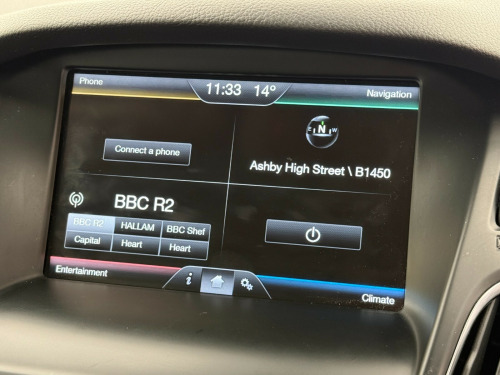 Phone
11:33 14°
Navigation
E N W
Connect a phone
Ashby High Street \ B1450
BBC R2
BBC R2 HALLAM BBC Shef
Capital Heart Heart
Entertainment
i
Climate